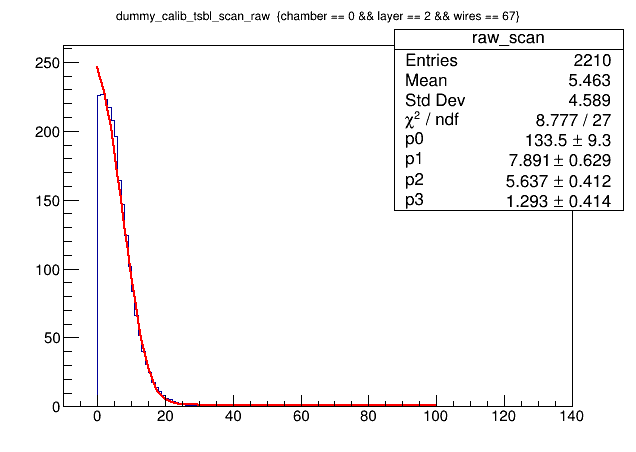 dummy_calib_tsbl_scan_raw {chamber == 0 && layer == 2 && wires == 67}
raw_scan
Entries 2210
Mean 5.463
Std Dev 4.589
χ² / ndf 8.777 / 27
p0 133.5 ± 9.3
p1 7.891 ± 0.629
p2 5.637 ± 0.412
p3 1.293 ± 0.414
250
200
150
100
50
0
0 20 40 60 80 100 120 140